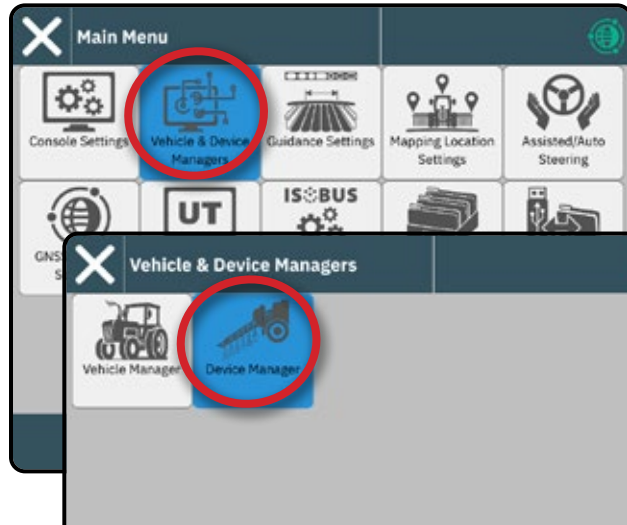 Main Menu
Console Settings
Vehicle & Device
Managers
Guidance Settings
Mapping Location
Settings
Assisted/Auto
Steering
UT
ISOBUS
GNS
S
Vehicle & Device Managers
Vehicle Manager
Device Manager